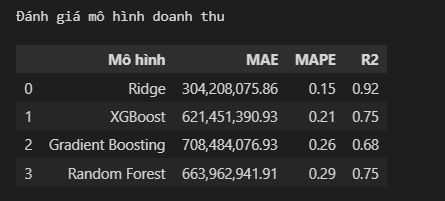 Đánh giá mô hình doanh thu
Mô hình MAE MAPE R2
0 Ridge 304,208,075.86 0.15 0.92
1 XGBoost 621,451,390.93 0.21 0.75
2 Gradient Boosting 708,484,076.93 0.26 0.68
3 Random Forest 663,962,941.91 0.29 0.75